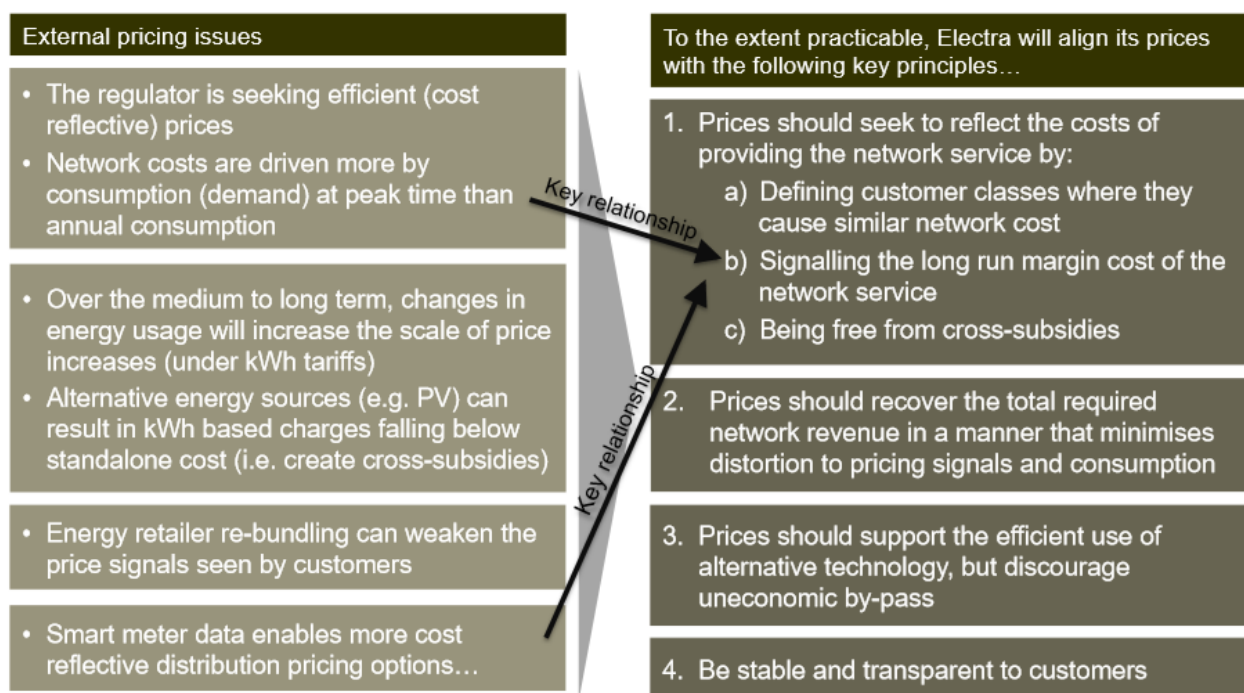 External pricing issues
• The regulator is seeking efficient (cost
reflective) prices
• Network costs are driven more by
consumption (demand) at peak time than
annual consumption
• Over the medium to long term, changes in
energy usage will increase the scale of price
increases (under kWh tariffs)
• Alternative energy sources (e.g. PV) can
result in kWh based charges falling below
standalone cost (i.e. create cross-subsidies)
• Energy retailer re-bundling can weaken the
price signals seen by customers
• Smart meter data enables more cost
reflective distribution pricing options…
Key relationship
Key relationship
To the extent practicable, Electra will align its prices
with the following key principles…
1. Prices should seek to reflect the costs of
providing the network service by:
a) Defining customer classes where they
cause similar network cost
b) Signalling the long run margin cost of the
network service
c) Being free from cross-subsidies
2. Prices should recover the total required
network revenue in a manner that minimises
distortion to pricing signals and consumption
3. Prices should support the efficient use of
alternative technology, but discourage
uneconomic by-pass
4. Be stable and transparent to customers